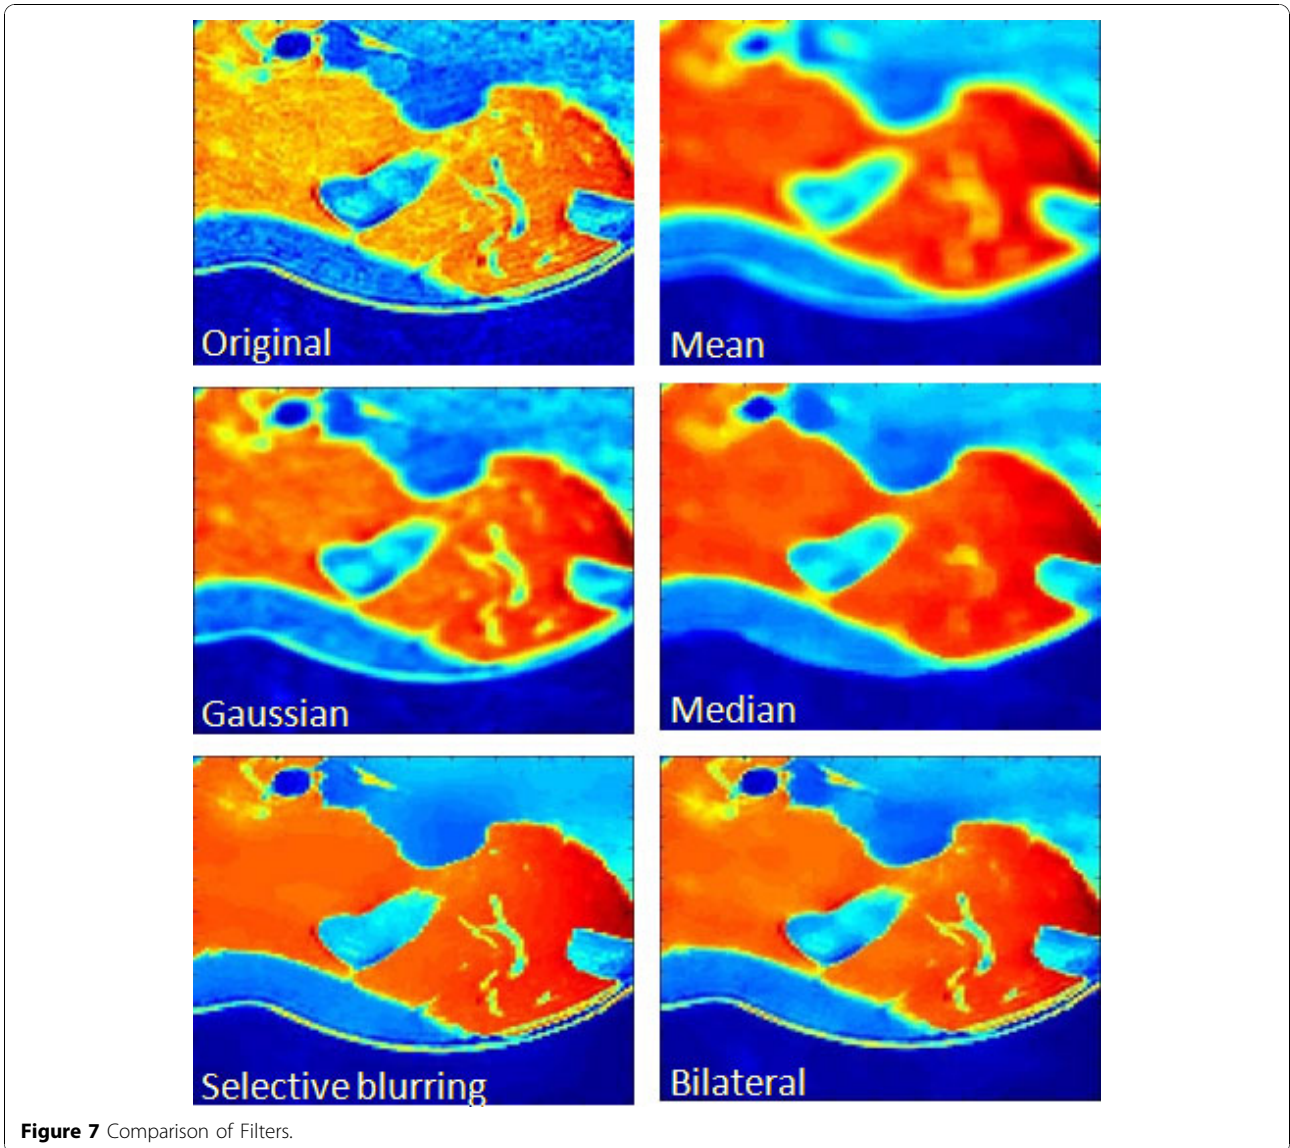 Original
Mean
Gaussian
Median
Selective blurring
Bilateral
Figure 7 Comparison of Filters.